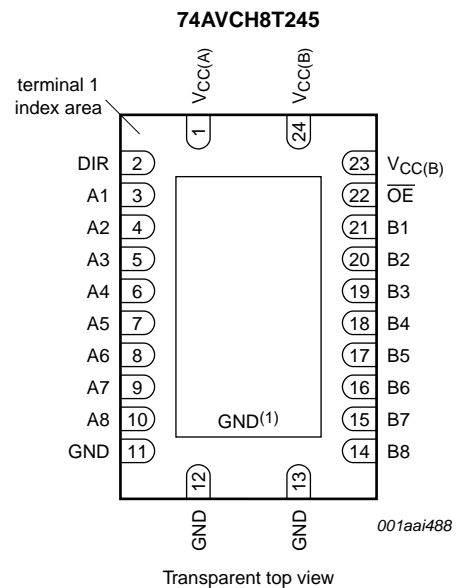 74AVCH8T245
terminal 1
index area
VCC(A)
VCC(B)
1
24
DIR 2
23 VCC(B)
A1 3
22 OE
A2 4
21 B1
A3 5
20 B2
A4 6
19 B3
A5 7
18 B4
A6 8
17 B5
A7 9
16 B6
A8 10
15 B7
GND 11
14 B8
GND(1)
12
13
GND
GND
001aai488
Transparent top view